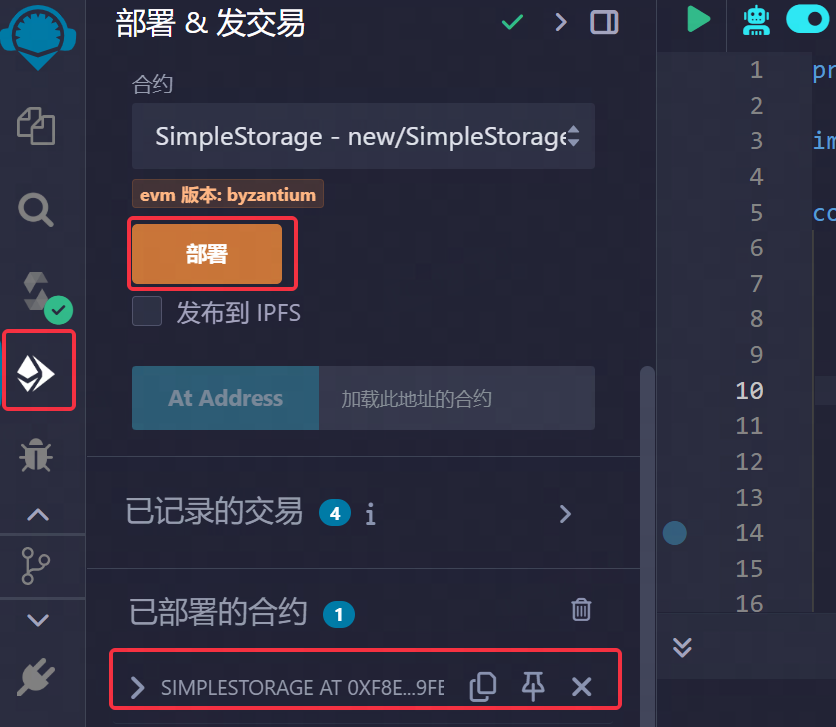 部署 & 发交易
合约
SimpleStorage - new/SimpleStorage
evm 版本: byzantium
部署
发布到 IPFS
At Address
加载此地址的合约
已记录的交易 4 i
已部署的合约 1
SIMPLESTORAGE AT 0XF8E...9FE
1 pr
2
3 im
4
5 co
6
7
8
9
10
11
12
13
14
15
16